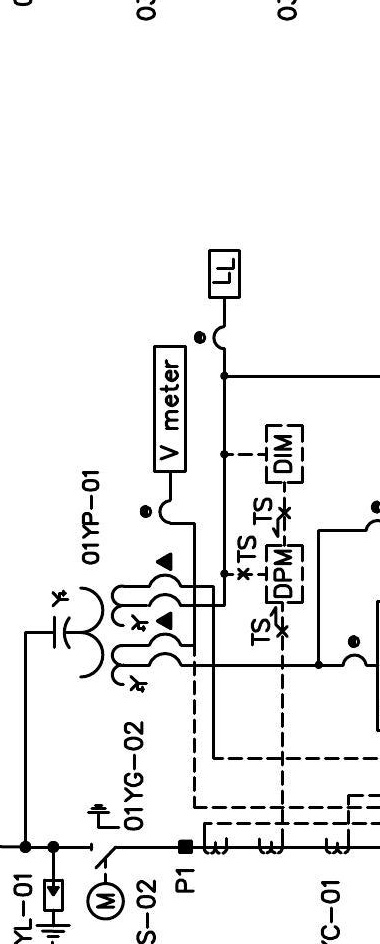 LL
V meter
01YP-01
DIM
TS
TS
DPM
TS
Y
Y
Y
01YG-02
M
S-02
P1
YL-01
YC-01